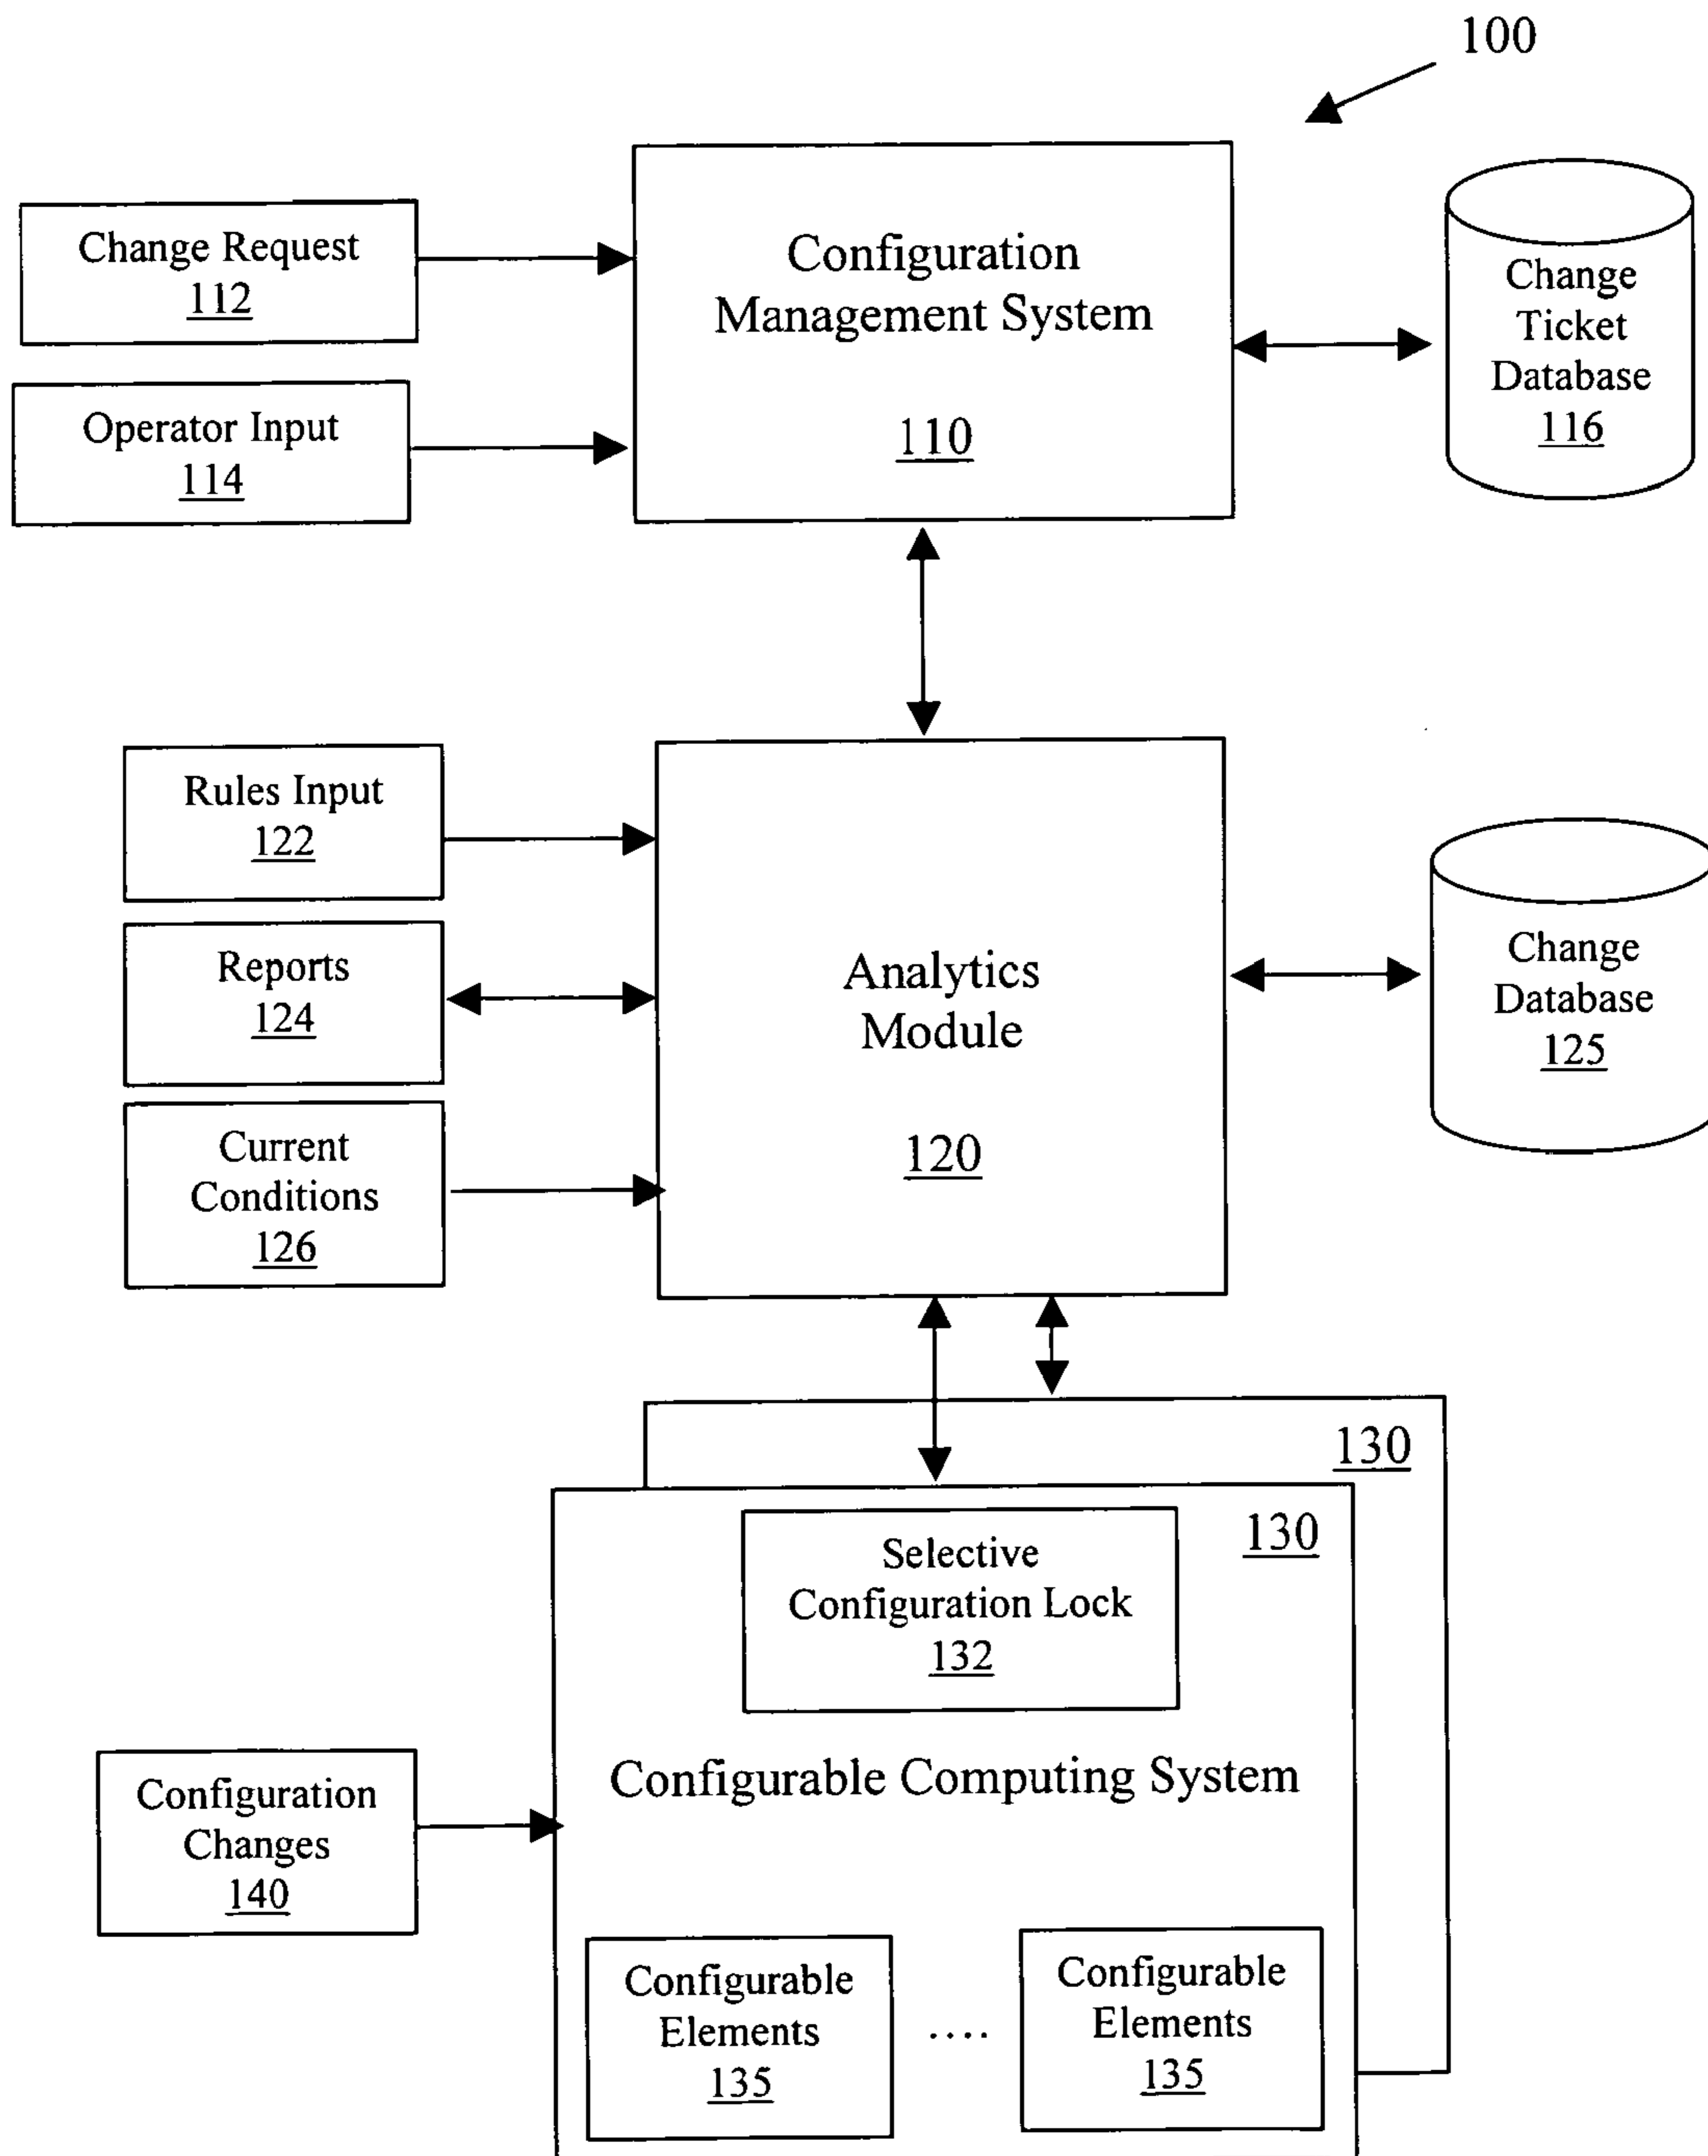 100
Change Request
112
Operator Input
114
Configuration
Management System
110
Change
Ticket
Database
116
Rules Input
122
Reports
124
Current
Conditions
126
Analytics
Module
120
Change
Database
125
130
130
Selective
Configuration Lock
132
Configurable Computing System
Configuration
Changes
140
Configurable
Elements
135
....
Configurable
Elements
135